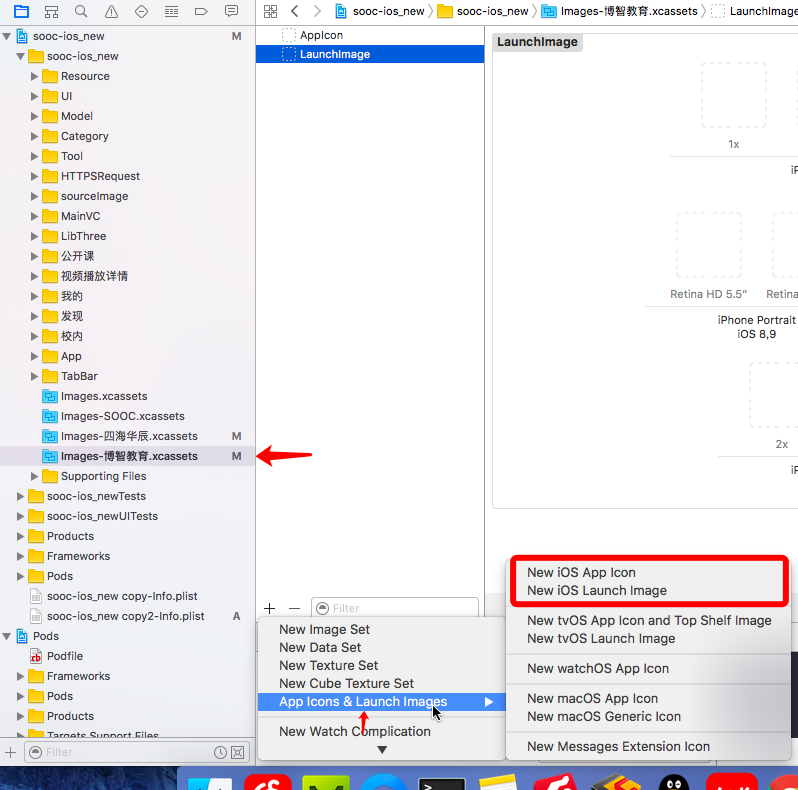 sooc-ios_new
sooc-ios_new
Images-博智教育.xcassets
LaunchImage
sooc-ios_new M
sooc-ios_new
Resource
UI
Model
Category
Tool
HTTPSRequest
sourceImage
MainVC
LibThree
公开课
视频播放详情
我的
发现
校内
App
TabBar
Images.xcassets
Images-SOOC.xcassets
Images-四海华辰.xcassets M
Images-博智教育.xcassets M
Supporting Files
sooc-ios_newTests
sooc-ios_newUITests
Products
Frameworks
Pods
sooc-ios_new copy-Info.plist
sooc-ios_new copy2-Info.plist A
Pods
Podfile
Frameworks
Pods
Products
Targets Support Files
Filter
AppIcon
LaunchImage
Filter
LaunchImage
1x
iP
Retina HD 5.5″ Retina
iPhone Portrait
iOS 8,9
2x
iP
New Image Set
New Data Set
New Texture Set
New Cube Texture Set
App Icons & Launch Images
New Watch Complication
New iOS App Icon
New iOS Launch Image
New tvOS App Icon and Top Shelf Image
New tvOS Launch Image
New watchOS App Icon
New macOS App Icon
New macOS Generic Icon
New Messages Extension Icon